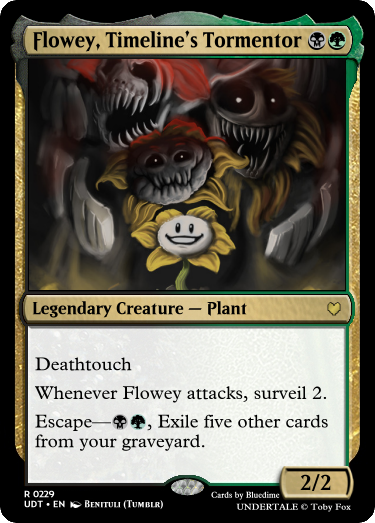 Flowey, Timeline's Tormentor
Legendary Creature — Plant
Deathtouch
Whenever Flowey attacks, surveil 2.
Escape—, Exile five other cards
from your graveyard.
2/2
R 0229
UDT • EN Benituli (Tumblr)
Cards by Bluedime
UNDERTALE © Toby Fox